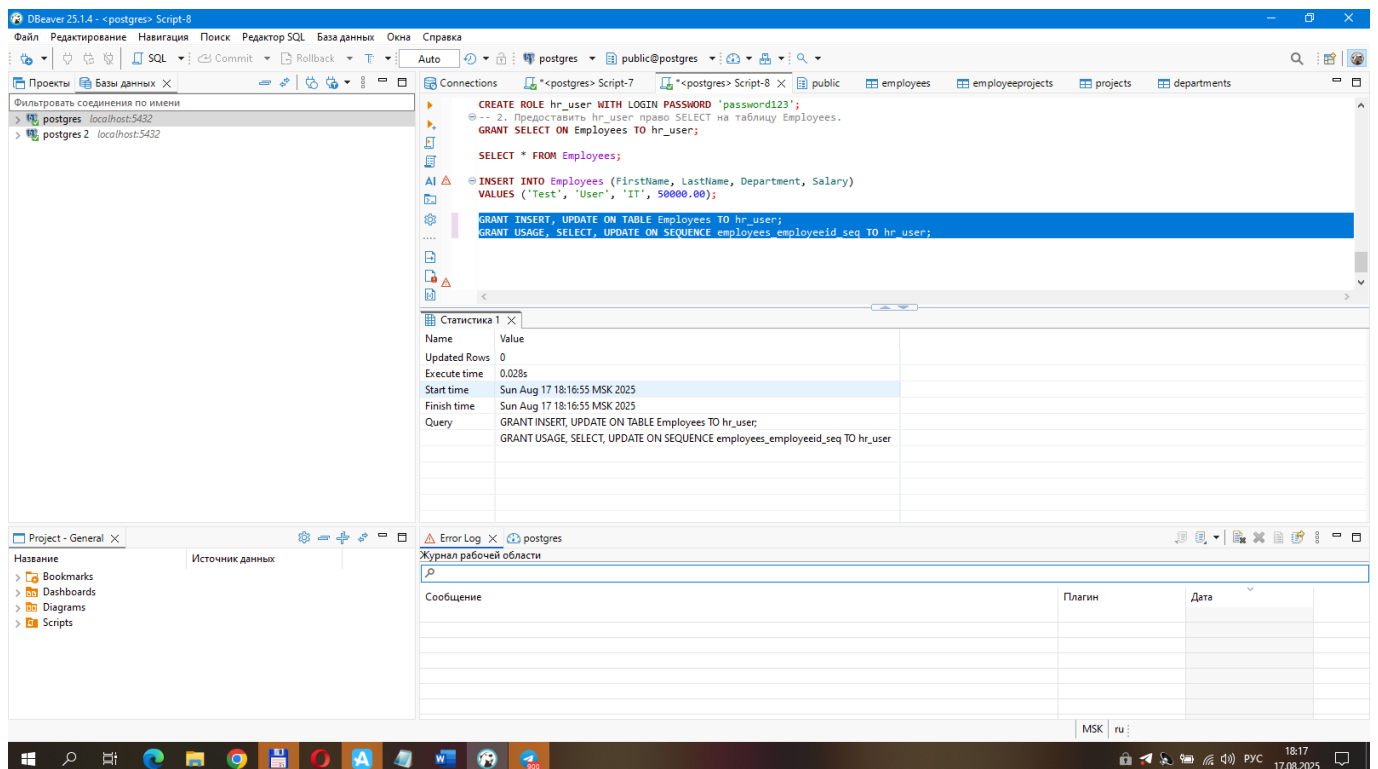 DBeaver 25.1.4 - <postgres> Script-8
Файл Редактирование Навигация Поиск Редактор SQL База данных Окна Справка
SQL Commit Rollback Auto postgres public@postgres
Проекты Базы данных
Фильтровать соединения по имени
postgres localhost:5432
postgres 2 localhost:5432
Connections *<postgres> Script-7 *<postgres> Script-8 public employees employeeprojects projects departments
CREATE ROLE hr_user WITH LOGIN PASSWORD 'password123';
-- 2. Предоставить hr_user право SELECT на таблицу Employees.
GRANT SELECT ON Employees TO hr_user;
SELECT * FROM Employees;
AI
INSERT INTO Employees (FirstName, LastName, Department, Salary)
VALUES ('Test', 'User', 'IT', 50000.00);
GRANT INSERT, UPDATE ON TABLE Employees TO hr_user;
GRANT USAGE, SELECT, UPDATE ON SEQUENCE employees_employeeid_seq TO hr_user;
Статистика 1
Name Value
Updated Rows 0
Execute time 0.028s
Start time Sun Aug 17 18:16:55 MSK 2025
Finish time Sun Aug 17 18:16:55 MSK 2025
Query GRANT INSERT, UPDATE ON TABLE Employees TO hr_user;
GRANT USAGE, SELECT, UPDATE ON SEQUENCE employees_employeeid_seq TO hr_user
Project - General
Название Источник данных
Bookmarks
Dashboards
Diagrams
Scripts
Error Log postgres
Журнал рабочей области
Сообщение Плагин Дата
MSK ru
РУС
18:17
17.08.2025